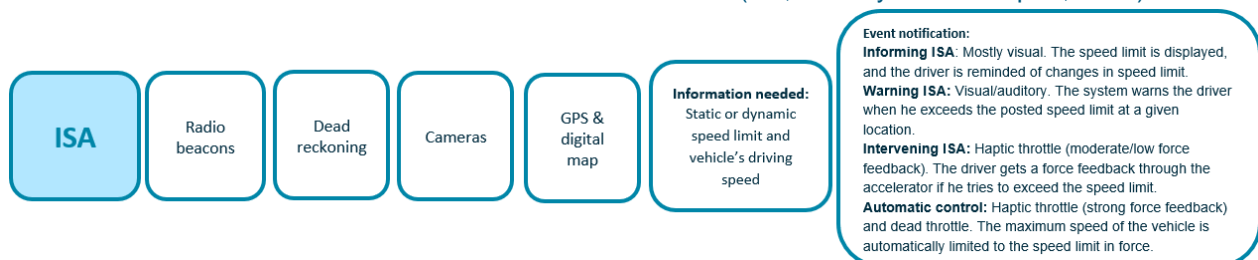 ISA
Radio
beacons
Dead
reckoning
Cameras
GPS &
digital
map
Information needed:
Static or dynamic
speed limit and
vehicle's driving
speed
Event notification:
Informing ISA: Mostly visual. The speed limit is displayed,
and the driver is reminded of changes in speed limit.
Warning ISA: Visual/auditory. The system warns the driver
when he exceeds the posted speed limit at a given
location.
Intervening ISA: Haptic throttle (moderate/low force
feedback). The driver gets a force feedback through the
accelerator if he tries to exceed the speed limit.
Automatic control: Haptic throttle (strong force feedback)
and dead throttle. The maximum speed of the vehicle is
automatically limited to the speed limit in force.